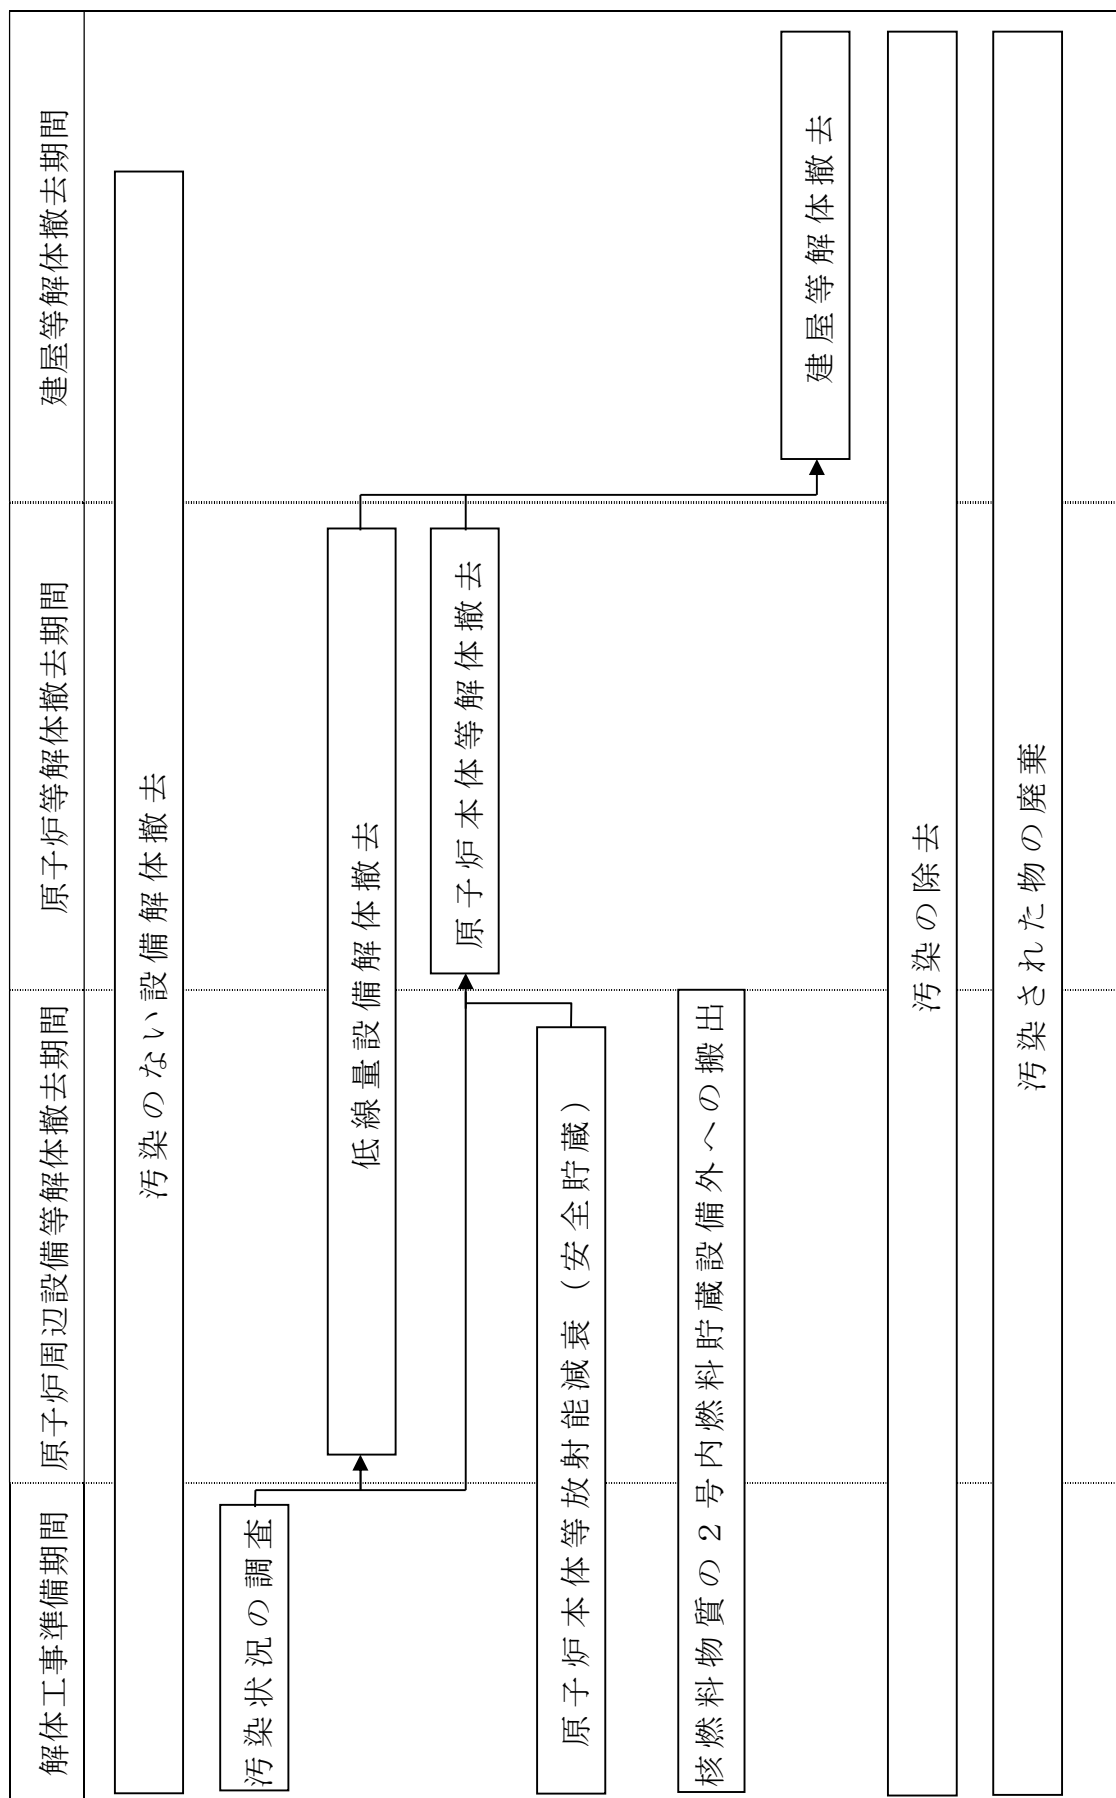 解体工事準備期間
原子炉周辺設備等解体撤去期間
原子炉等解体撤去期間
建屋等解体撤去期間
汚染のない設備解体撤去
汚染状況の調査
低線量設備解体撤去
原子炉本体等解体撤去
原子炉本体等放射能減衰（安全貯蔵）
核燃料物質の2号内燃料貯蔵設備外への搬出
建屋等解体撤去
汚染の除去
汚染された物の廃棄